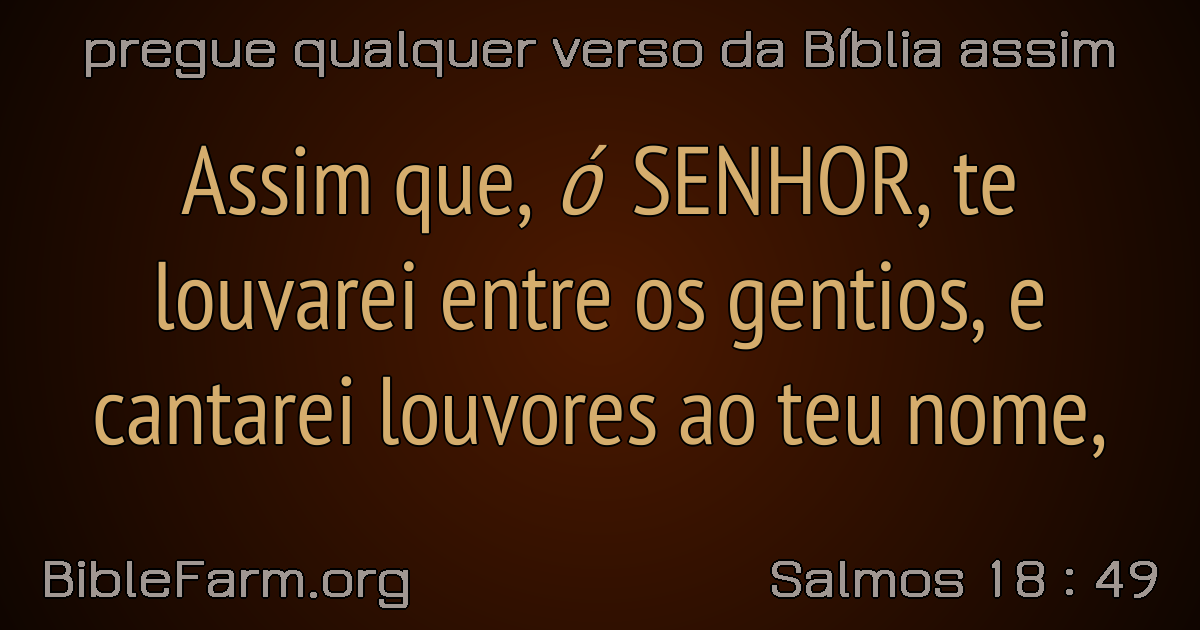 pregue qualquer verso da Bíblia assim
Assim que, ó SENHOR, te
louvarei entre os gentios, e
cantarei louvores ao teu nome,
BibleFarm.org
Salmos 18 : 49